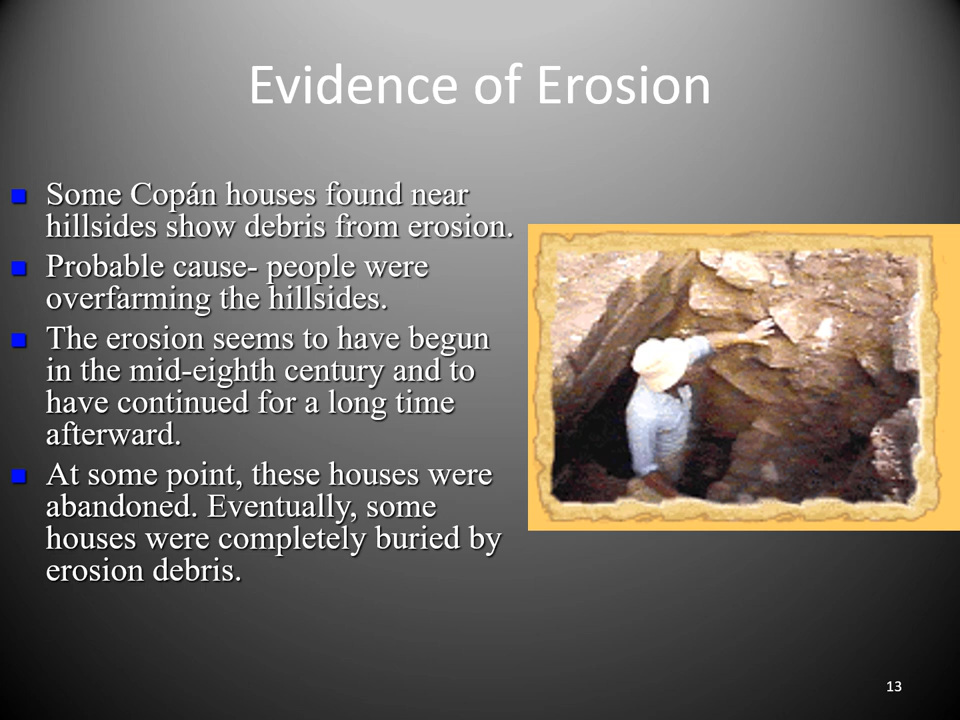 Evidence of Erosion
Some Copán houses found near
hillsides show debris from erosion.
Probable cause- people were
overfarming the hillsides.
The erosion seems to have begun
in the mid-eighth century and to
have continued for a long time
afterward.
At some point, these houses were
abandoned. Eventually, some
houses were completely buried by
erosion debris.
13